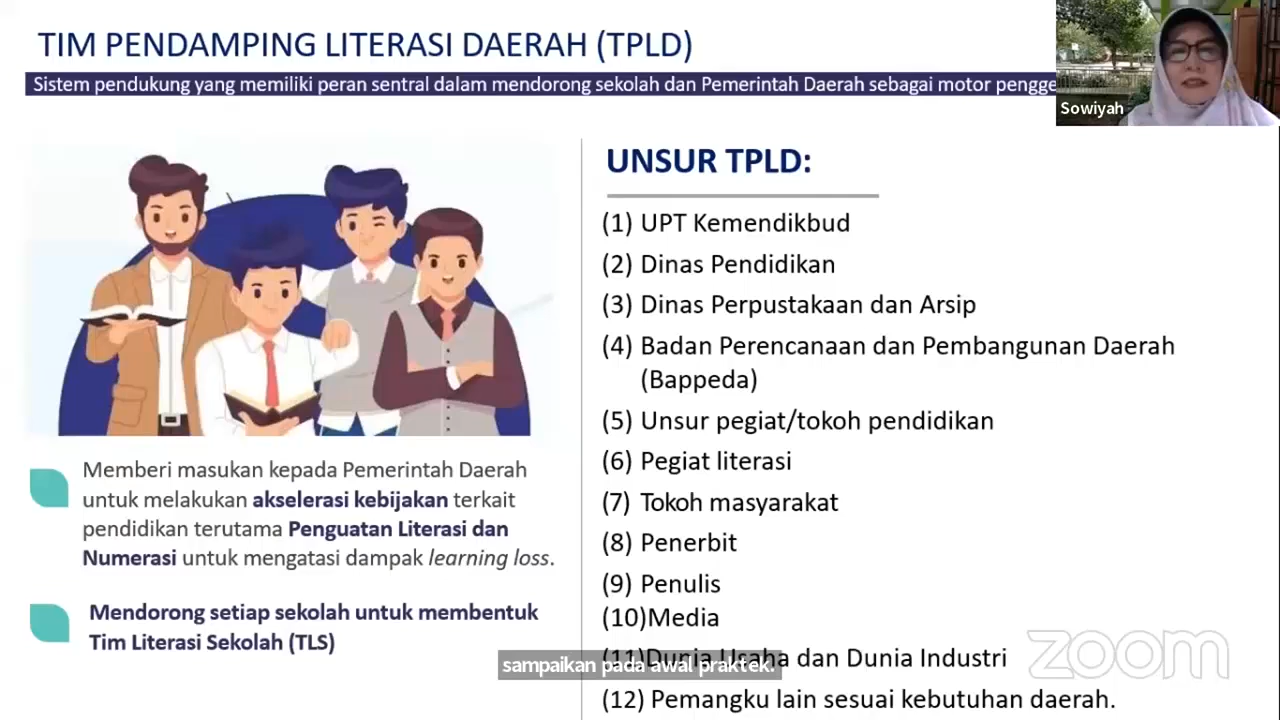 TIM PENDAMPING LITERASI DAERAH (TPLD)
Sistem pendukung yang memiliki peran sentral dalam mendorong sekolah dan Pemerintah Daerah sebagai motor pengge
Sowiyah
Memberi masukan kepada Pemerintah Daerah
untuk melakukan akselerasi kebijakan terkait
pendidikan terutama Penguatan Literasi dan
Numerasi untuk mengatasi dampak learning loss.
Mendorong setiap sekolah untuk membentuk
Tim Literasi Sekolah (TLS)
UNSUR TPLD:
(1) UPT Kemendikbud
(2) Dinas Pendidikan
(3) Dinas Perpustakaan dan Arsip
(4) Badan Perencanaan dan Pembangunan Daerah
(Bappeda)
(5) Unsur pegiat/tokoh pendidikan
(6) Pegiat literasi
(7) Tokoh masyarakat
(8) Penerbit
(9) Penulis
(10)Media
(11)Dunia Usaha dan Dunia Industri
(12) Pemangku lain sesuai kebutuhan daerah.
sampaikan pada awal praktek.
zoom